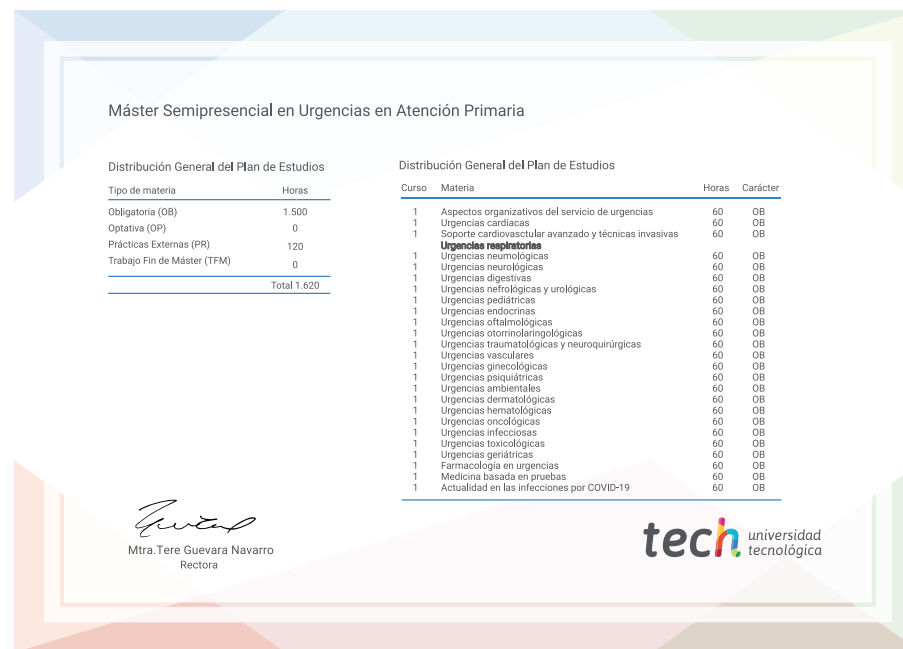 Máster Semipresencial en Urgencias en Atención Primaria
Distribución General del Plan de Estudios
Tipo de materia Horas
Obligatoria (OB) 1.500
Optativa (OP) 0
Prácticas Externas (PR) 120
Trabajo Fin de Máster (TFM) 0
Total 1.620
Distribución General del Plan de Estudios
Curso Materia Horas Carácter
1 Aspectos organizativos del servicio de urgencias 60 OB
1 Urgencias cardíacas 60 OB
1 Soporte cardiovasctular avanzado y técnicas invasivas 60 OB
Urgencias respiratorias
1 Urgencias neumológicas 60 OB
1 Urgencias neurológicas 60 OB
1 Urgencias digestivas 60 OB
1 Urgencias nefrológicas y urológicas 60 OB
1 Urgencias pediátricas 60 OB
1 Urgencias endocrinas 60 OB
1 Urgencias oftalmológicas 60 OB
1 Urgencias otorrinolaringológicas 60 OB
1 Urgencias traumatológicas y neuroquirúrgicas 60 OB
1 Urgencias vasculares 60 OB
1 Urgencias ginecológicas 60 OB
1 Urgencias psiquiátricas 60 OB
1 Urgencias ambientales 60 OB
1 Urgencias dermatológicas 60 OB
1 Urgencias hematológicas 60 OB
1 Urgencias oncológicas 60 OB
1 Urgencias infecciosas 60 OB
1 Urgencias toxicológicas 60 OB
1 Urgencias geriátricas 60 OB
1 Farmacología en urgencias 60 OB
1 Medicina basada en pruebas 60 OB
1 Actualidad en las infecciones por COVID-19 60 OB
Mtra.Tere Guevara Navarro
Rectora
tech universidad
tecnológica